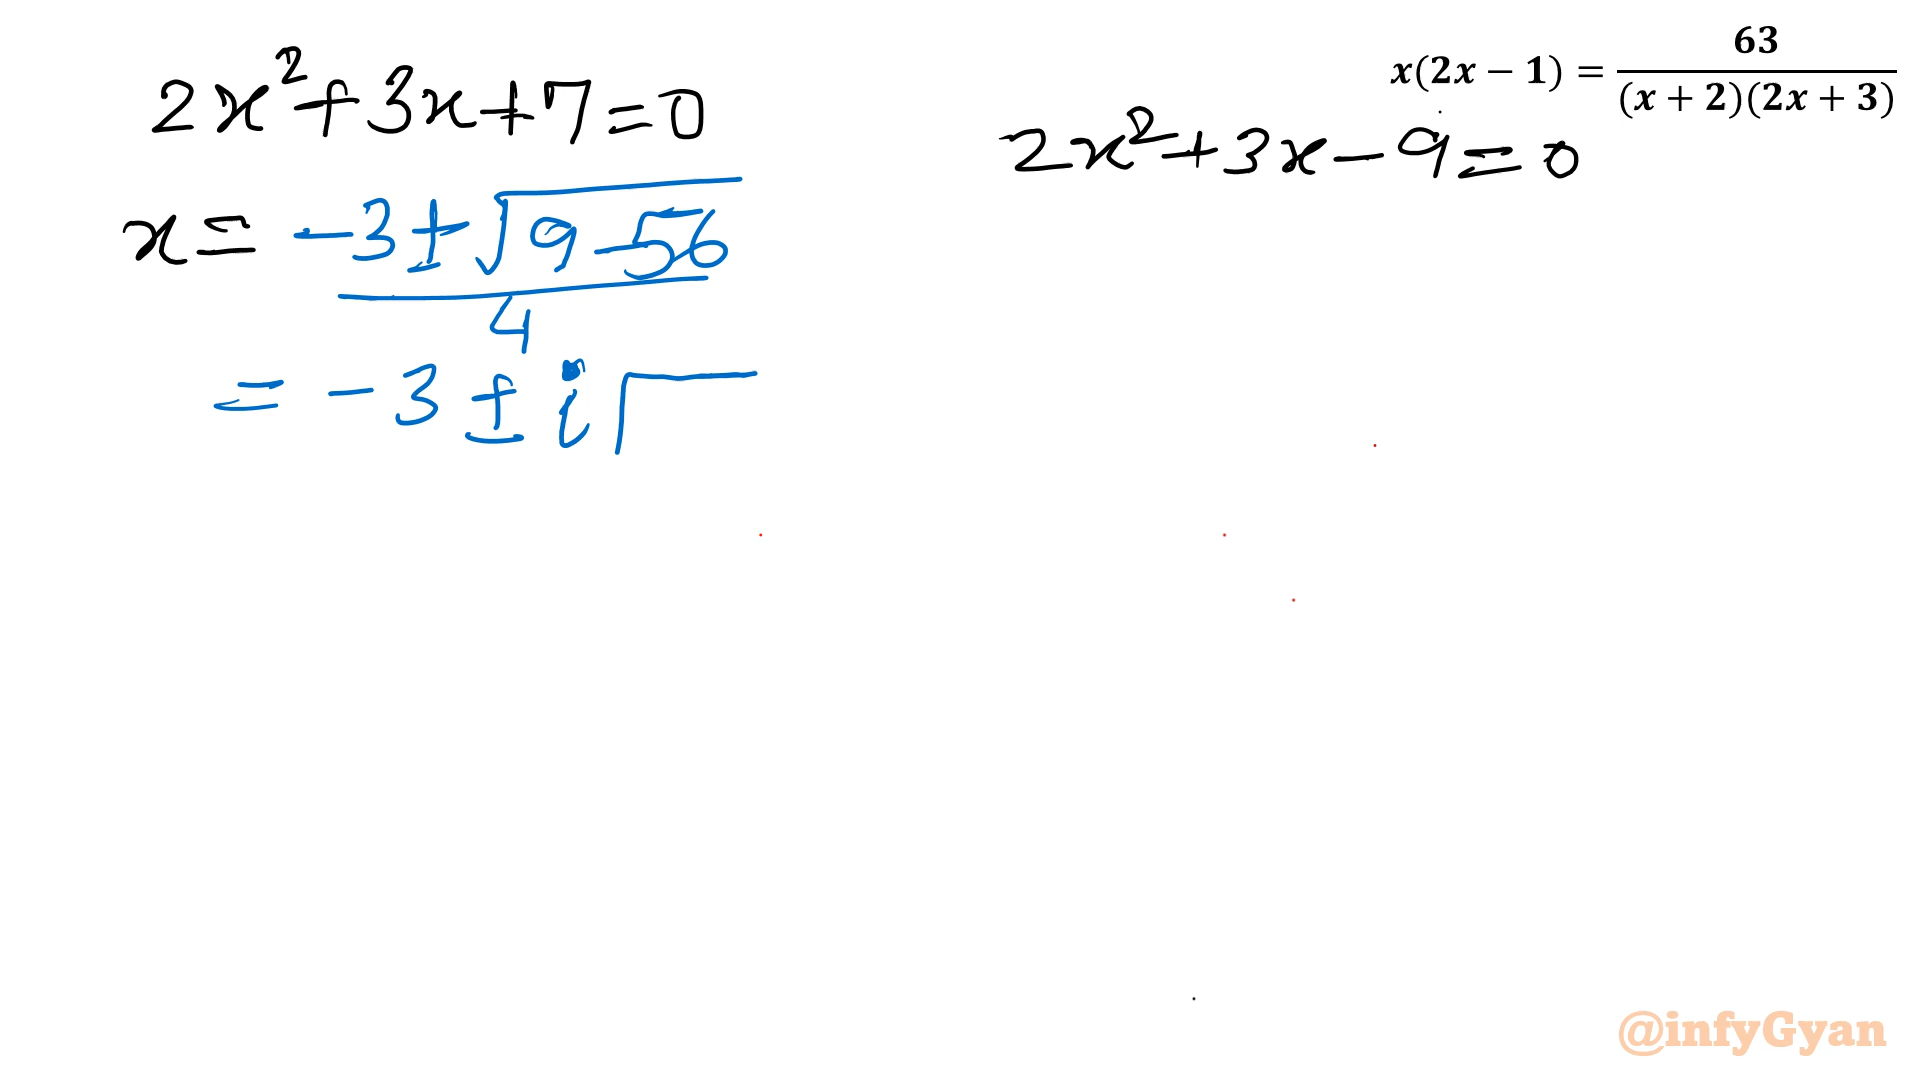 2x²+3x+7=0
x = (-3±√(9-56))/4
= -3 ± i√
x(2x − 1) = 63/((x + 2)(2x + 3))
2x²+3x-9=0
@infyGyan